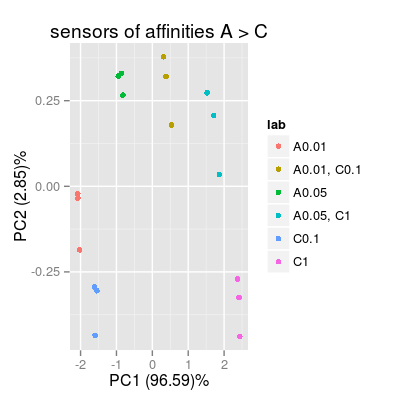 sensors of affinities A > C
PC2 (2.85)%
0.25
0.00
-0.25
-2 -1 0 1 2
PC1 (96.59)%
lab
A0.01
A0.01, C0.1
A0.05
A0.05, C1
C0.1
C1